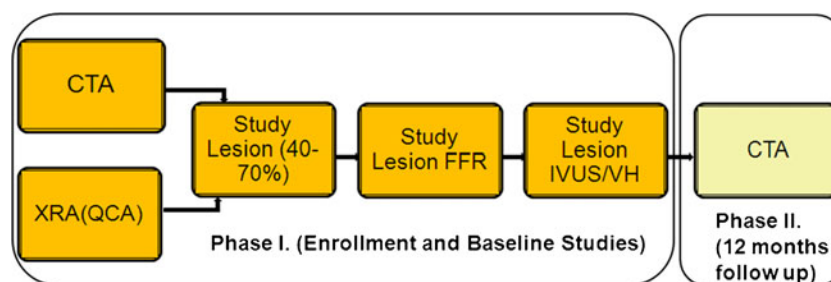 CTA
XRA(QCA)
Study
Lesion (40-
70%)
Study
Lesion FFR
Study
Lesion
IVUS/VH
Phase I. (Enrollment and Baseline Studies)
CTA
Phase II.
(12 months
follow up)